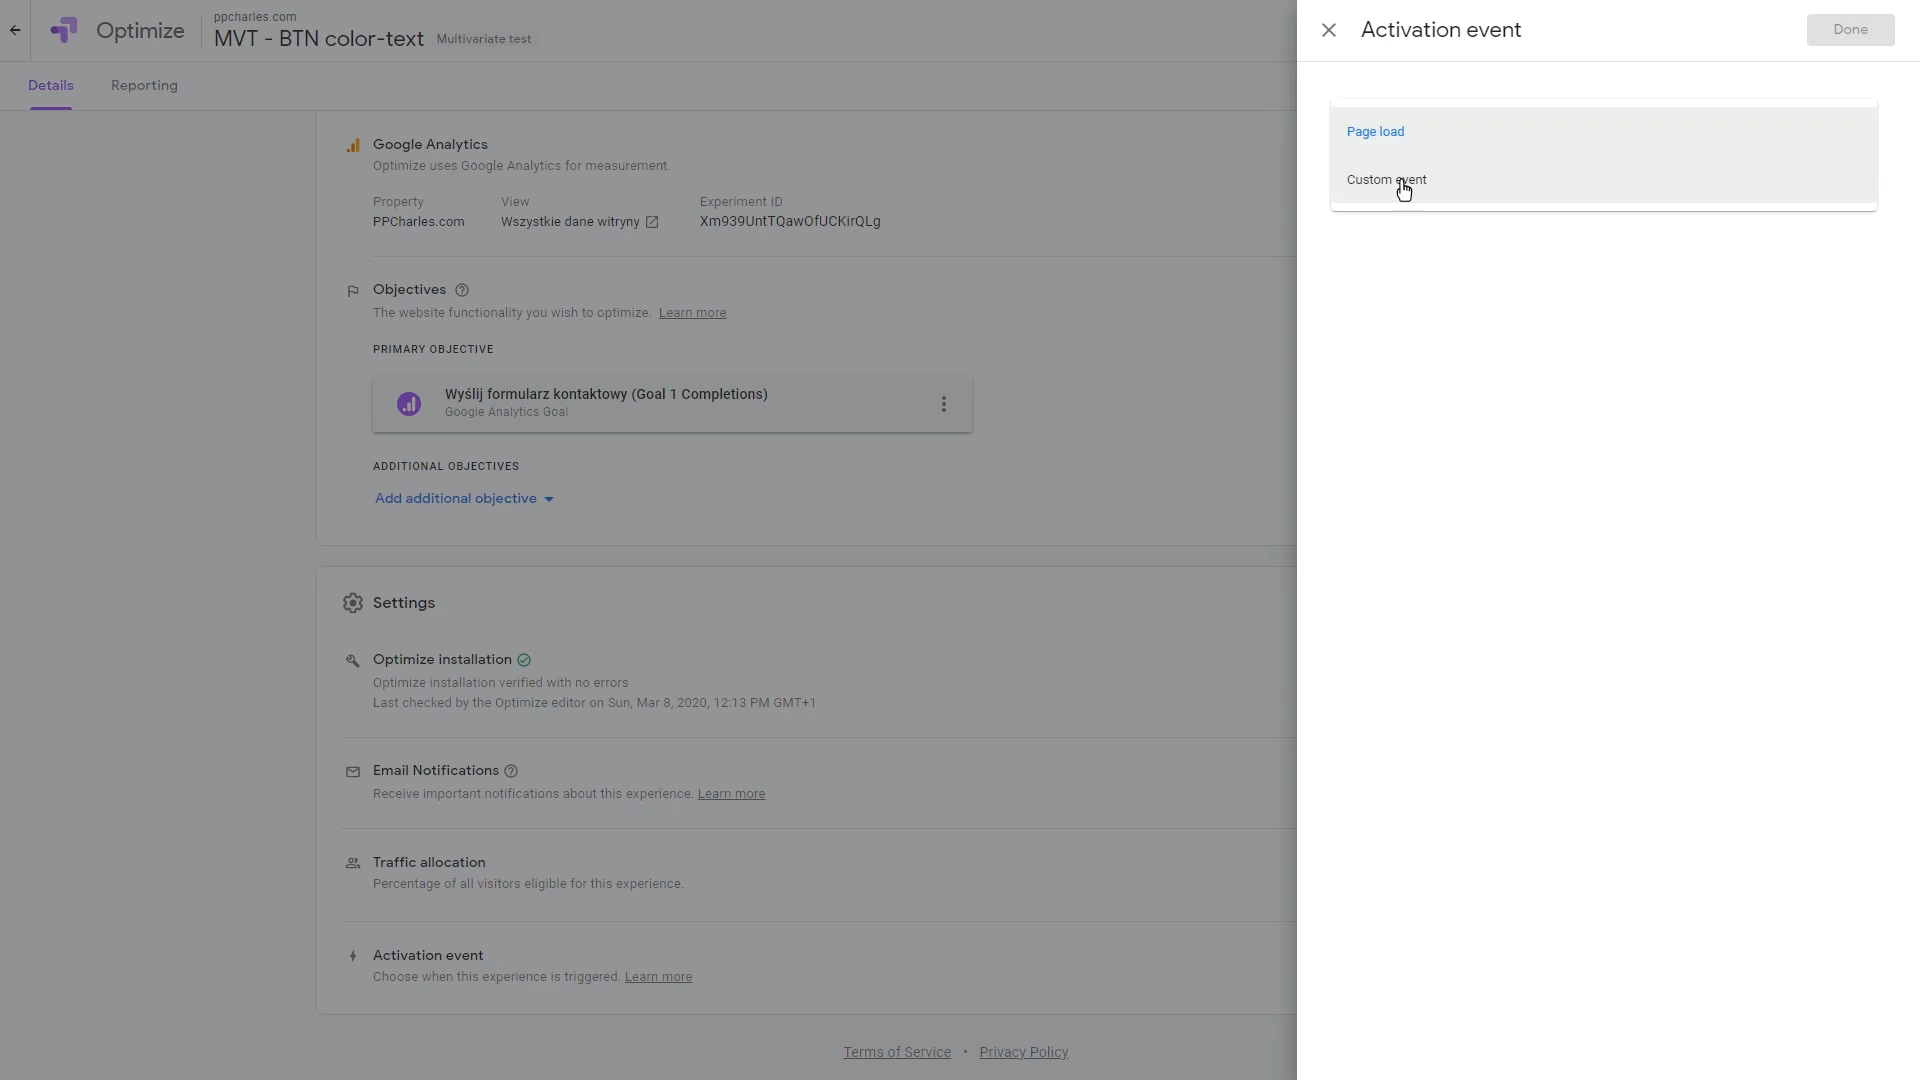 ppcharles.com
Optimize
MVT - BTN color-text Multivariate test
Activation event
Done
Details Reporting
Page load
Custom event
Google Analytics
Optimize uses Google Analytics for measurement.
Property View Experiment ID
PPCharles.com Wszystkie dane witryny Xm939UntTQawOfUCKirQLg
Objectives
The website functionality you wish to optimize. Learn more
PRIMARY OBJECTIVE
Wyślij formularz kontaktowy (Goal 1 Completions)
Google Analytics Goal
ADDITIONAL OBJECTIVES
Add additional objective
Settings
Optimize installation
Optimize installation verified with no errors
Last checked by the Optimize editor on Sun, Mar 8, 2020, 12:13 PM GMT+1
Email Notifications
Receive important notifications about this experience. Learn more
Traffic allocation
Percentage of all visitors eligible for this experience.
Activation event
Choose when this experience is triggered. Learn more
Terms of Service • Privacy Policy